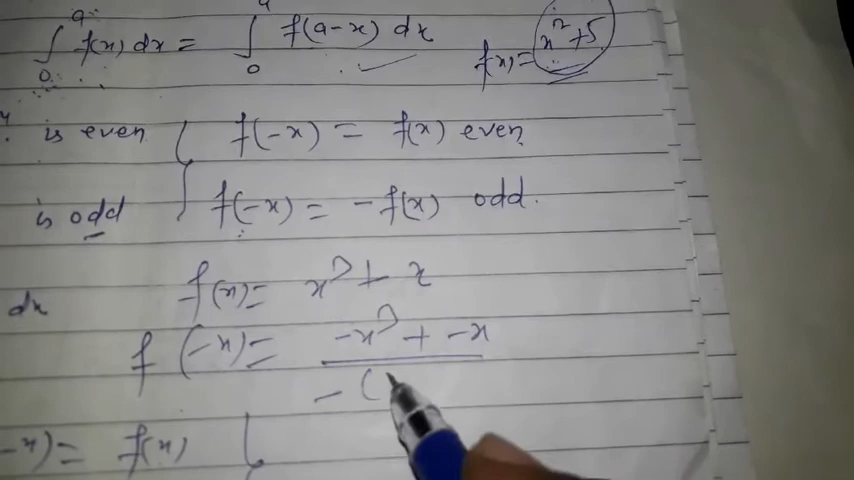 ∫₀ᵃ f(x) dx = ∫₀ᵃ f(a-x) dx f(x) = x² + 5
is even { f(-x) = f(x) even
is odd f(-x) = -f(x) odd.
dx f(x) = x² + x
f(-x) = -x² + -x
- (
-x) = f(x) }